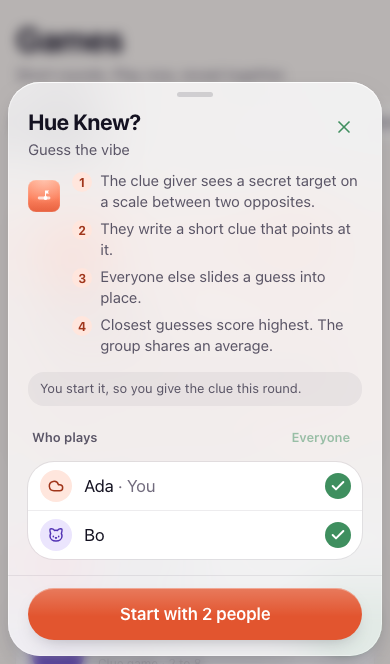 Games
Hue Knew?
Guess the vibe
1 The clue giver sees a secret target on
a scale between two opposites.
2 They write a short clue that points at
it.
3 Everyone else slides a guess into
place.
4 Closest guesses score highest. The
group shares an average.
You start it, so you give the clue this round.
Who plays Everyone
Ada · You
Bo
Start with 2 people